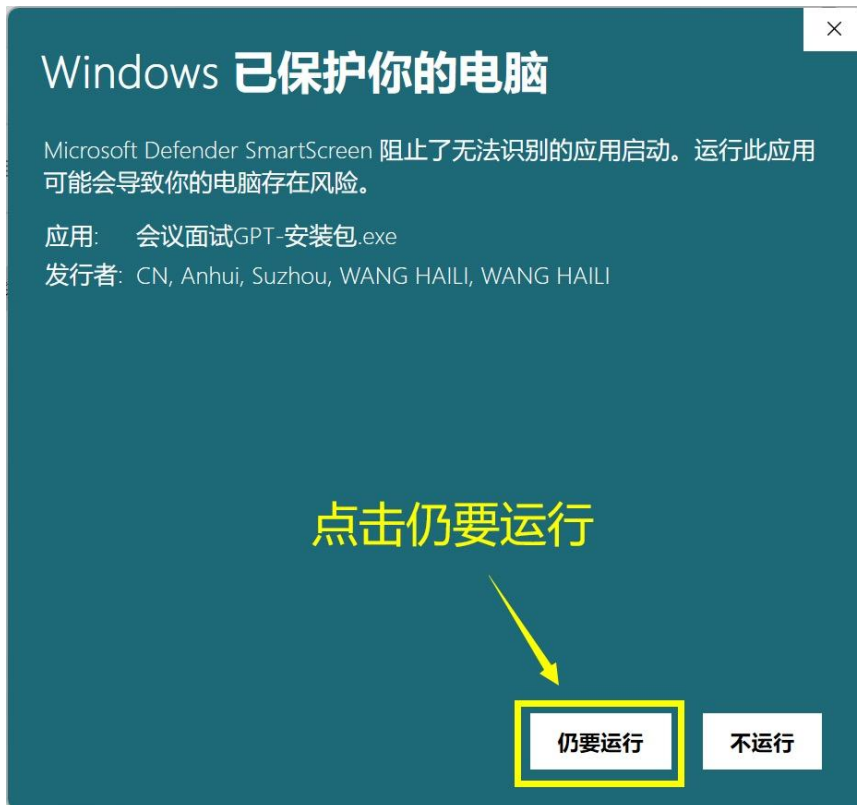 Windows 已保护你的电脑
Microsoft Defender SmartScreen 阻止了无法识别的应用启动。运行此应用
可能会导致你的电脑存在风险。
应用: 会议面试GPT-安装包.exe
发行者: CN, Anhui, Suzhou, WANG HAILI, WANG HAILI
点击仍要运行
仍要运行 不运行